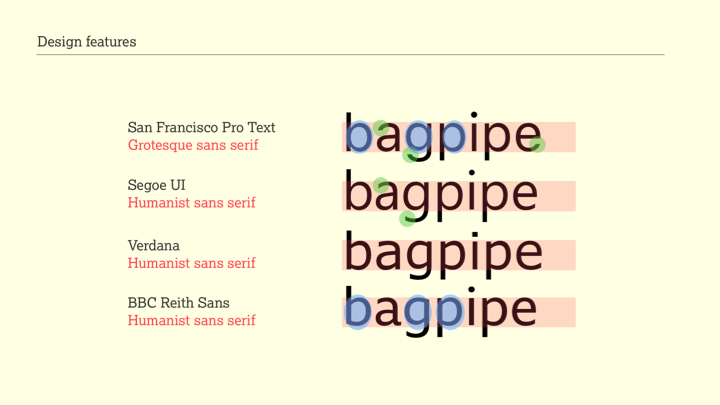 Design features
San Francisco Pro Text
Grotesque sans serif
bagpipe
Segoe UI
Humanist sans serif
bagpipe
Verdana
Humanist sans serif
bagpipe
BBC Reith Sans
Humanist sans serif
bagpipe